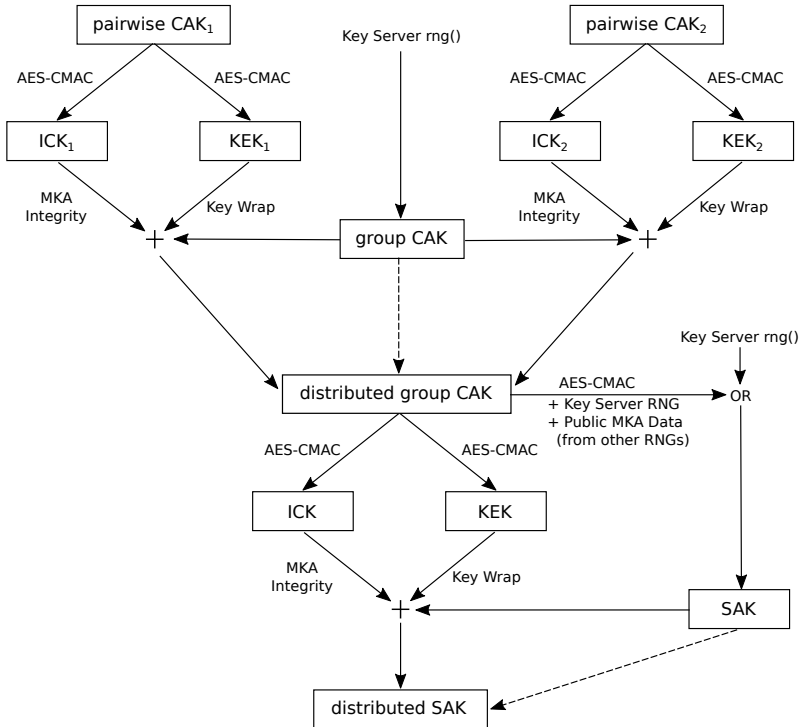 pairwise CAK₁
Key Server rng()
pairwise CAK₂
AES-CMAC
AES-CMAC
AES-CMAC
AES-CMAC
ICK₁
KEK₁
ICK₂
KEK₂
MKA
Integrity
Key Wrap
MKA
Integrity
Key Wrap
+
group CAK
+
Key Server rng()
distributed group CAK
AES-CMAC
+ Key Server RNG
+ Public MKA Data
(from other RNGs)
OR
AES-CMAC
AES-CMAC
ICK
KEK
MKA
Integrity
Key Wrap
+
SAK
distributed SAK